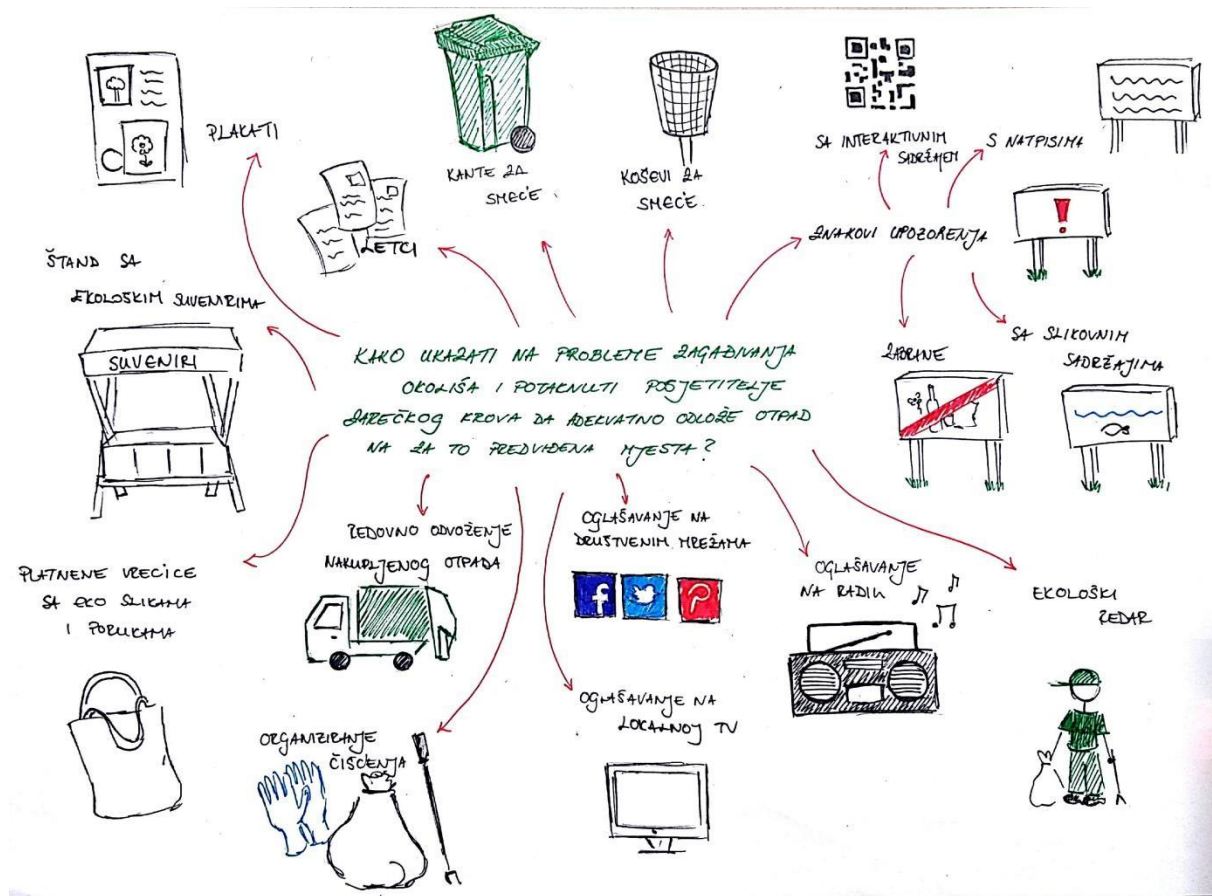 PLAKATI
LETCI
KANTE ZA
SMEĆE
KOŠEVI ZA
SMEĆE
SA INTERAKTIVNIM
SADRŽAJEM
S NATPISIMA
ZNAKOVI UPOZORENJA
!
ŠTAND SA
EKOLOŠKIM SUVENIRIMA
SUVENIRI
KAKO UKAZATI NA PROBLEME ZAGAĐIVANJA
OKOLIŠA I POTAKNUTI POSJETITELJE
ZAREČKOG KROVA DA ADEKVATNO ODLOŽE OTPAD
NA ZA TO PREDVIĐENA MJESTA?
ZABRANE
SA SLIKOVNIM
SADRŽAJIMA
PLATNENE VREĆICE
SA EKO SLIKAMA
I PORUKAMA
REDOVNO ODVOŽENJE
NAKUPLJENOG OTPADA
OGLAŠAVANJE NA
DRUŠTVENIM MREŽAMA
f
OGLAŠAVANJE
NA RADIU
EKOLOŠKI
REDAR
ORGANIZIRANJE
ČIŠĆENJA
OGLAŠAVANJE NA
LOKALNOJ TV